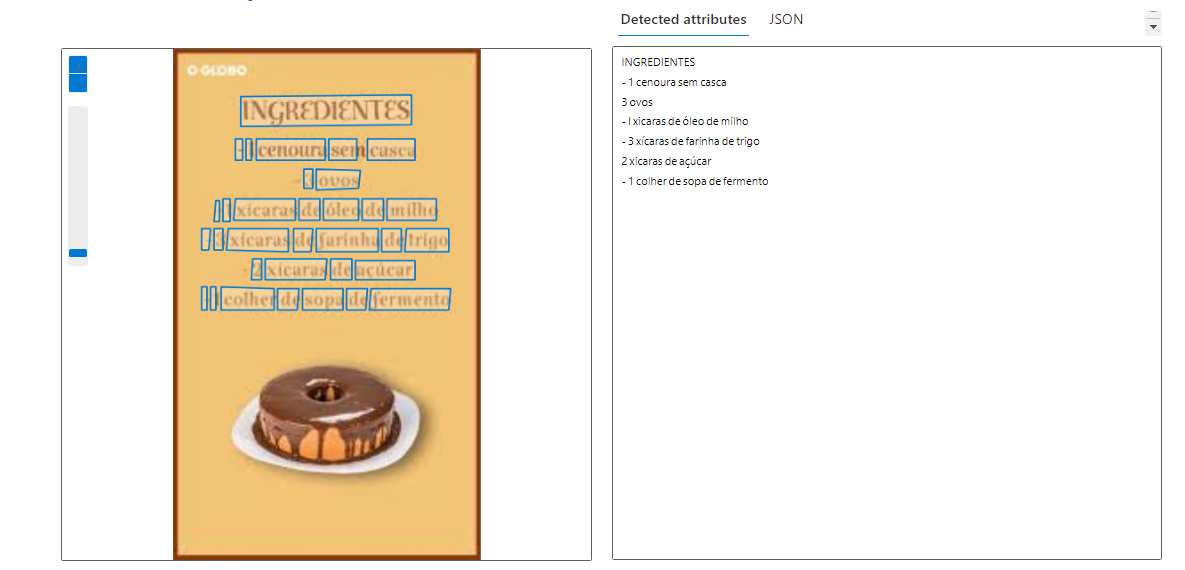 Detected attributes
JSON
O GLOBO
INGREDIENTES
- 1 cenoura sem casca
- 3 ovos
- 1 xícaras de óleo de milho
- 3 xícaras de farinha de trigo
- 2 xícaras de açúcar
- 1 colher de sopa de fermento
INGREDIENTES
- 1 cenoura sem casca
3 ovos
- I xicaras de óleo de milho
- 3 xícaras de farinha de trigo
2 xicaras de açúcar
- 1 colher de sopa de fermento